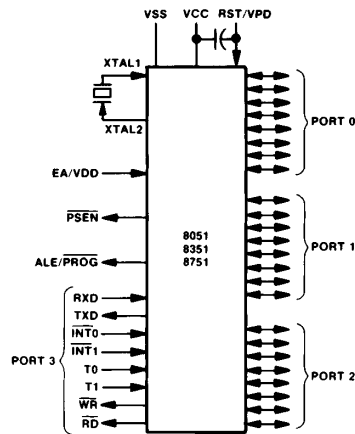 VSS VCC RST/VPD
XTAL1
XTAL2
EA/VDD
PSEN
ALE/PROG
8051
8351
8751
PORT 0
PORT 1
PORT 2
PORT 3
RXD
TXD
INT0
INT1
T0
T1
WR
RD